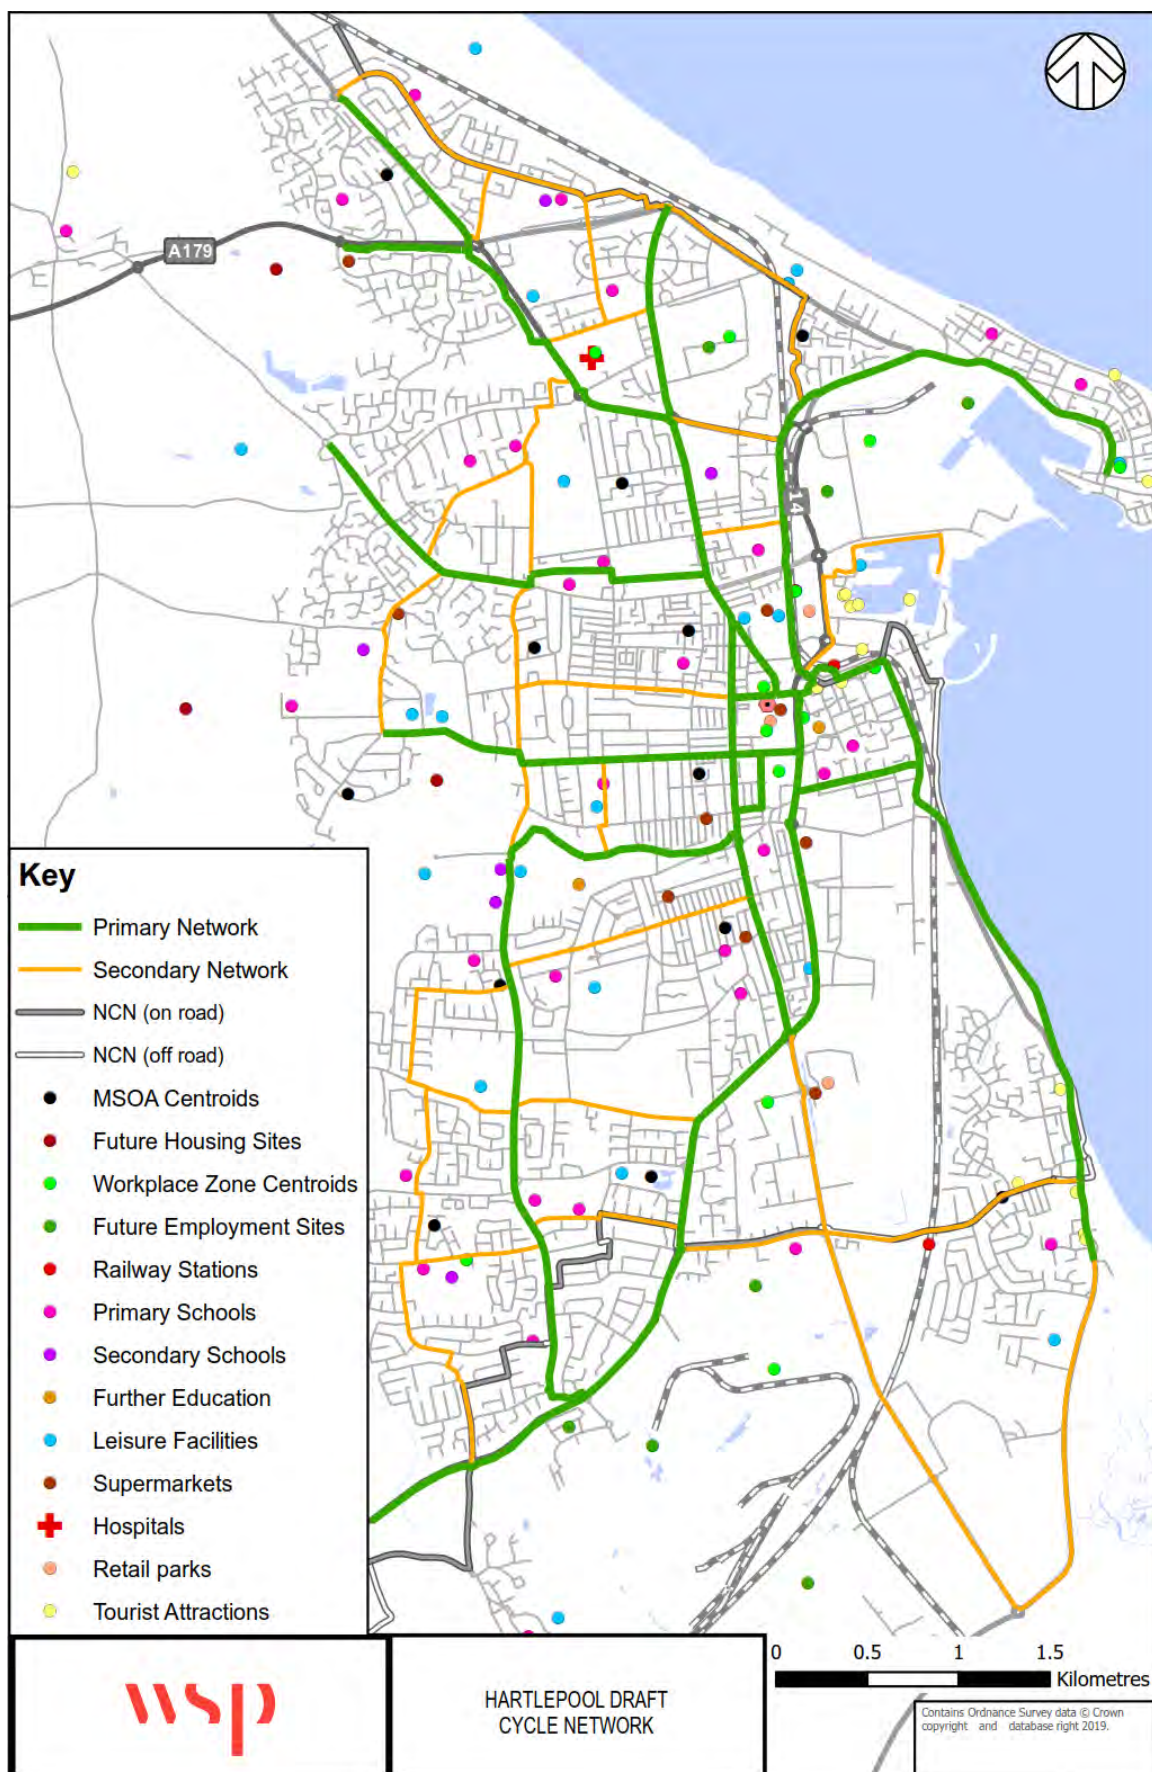 A179
Key
Primary Network
Secondary Network
NCN (on road)
NCN (off road)
MSOA Centroids
Future Housing Sites
Workplace Zone Centroids
Future Employment Sites
Railway Stations
Primary Schools
Secondary Schools
Further Education
Leisure Facilities
Supermarkets
Hospitals
Retail parks
Tourist Attractions
wsp
HARTLEPOOL DRAFT
CYCLE NETWORK
0 0.5 1 1.5
Kilometres
Contains Ordnance Survey data © Crown
copyright and database right 2019.